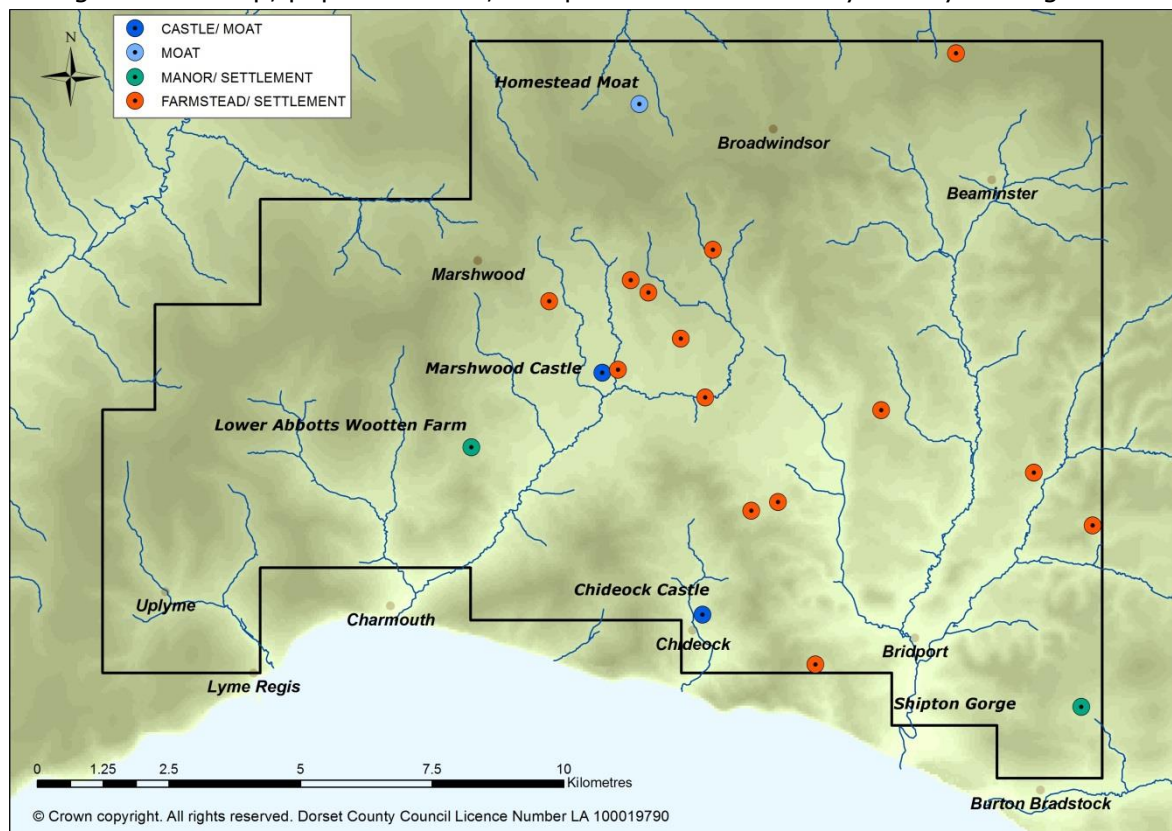 N
CASTLE/ MOAT
MOAT
MANOR/ SETTLEMENT
FARMSTEAD/ SETTLEMENT
Homestead Moat
Broadwindsor
Beaminster
Marshwood
Marshwood Castle
Lower Abbotts Wootten Farm
Chideock Castle
Uplyme
Charmouth
Chideock
Bridport
Lyme Regis
Shipton Gorge
0 1.25 2.5 5 7.5 10
Kilometres
Burton Bradstock
© Crown copyright. All rights reserved. Dorset County Council Licence Number LA 100019790